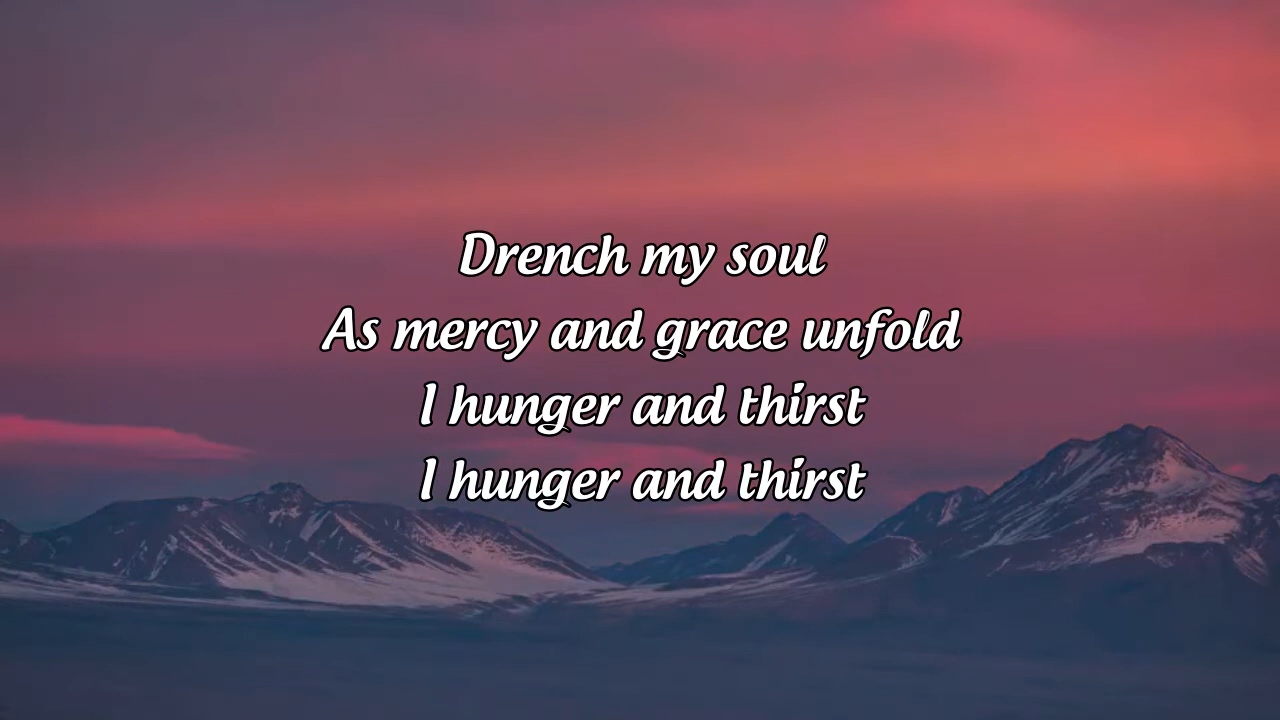 Drench my soul
As mercy and grace unfold
I hunger and thirst
I hunger and thirst